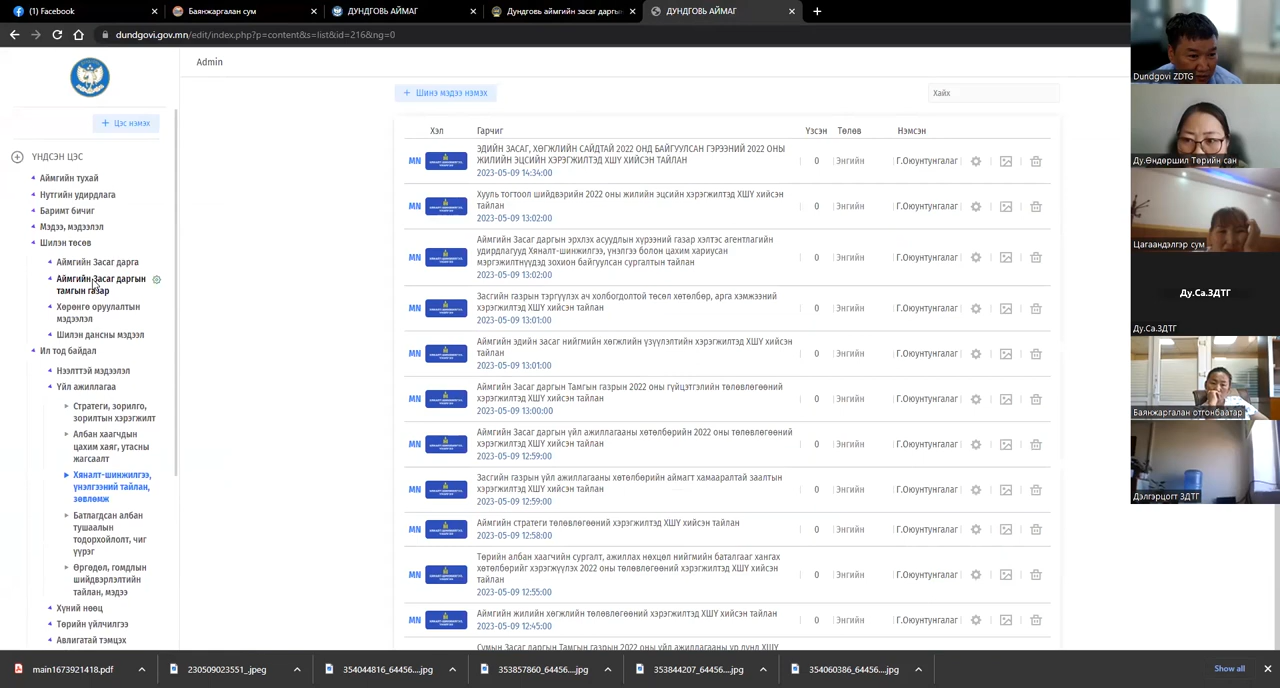 (1) Facebook
Баянжаргалан сум
ДУНДГОВЬ АЙМАГ
Дундговь аймгийн засаг дарга
ДУНДГОВЬ АЙМАГ
dundgovi.gov.mn/edit/index.php?p=content&s=list&id=216&ng=0
Admin
+ Цэс нэмэх
ҮНДСЭН ЦЭС
Аймгийн тухай
Нутгийн удирдлага
Баримт бичиг
Мэдээ, мэдээлэл
Шилэн төсөв
Аймгийн Засаг дарга
Аймгийн Засаг даргын
тамгын газар
Хөрөнгө оруулалтын
мэдээлэл
Шилэн дансны мэдээл
Ил тод байдал
Нээлттэй мэдээлэл
Үйл ажиллагаа
Стратеги, зорилго,
зорилтын хэрэгжилт
Албан хаагчдын
цахим хаяг, утасны
жагсаалт
Хяналт-шинжилгээ,
үнэлгээний тайлан,
зөвлөмж
Батлагдсан албан
тушаалын
тодорхойлолт, чиг
үүрэг
Өргөдөл, гомдлын
шийдвэрлэлтийн
тайлан, мэдээ
Хүний нөөц
Төрийн үйлчилгээ
Авлигатай тэмцэх
+ Шинэ мэдээ нэмэх
Хайх
Хэл Гарчиг Үзсэн Төлөв Нэмсэн
ЭДИЙН ЗАСАГ, ХӨГЖЛИЙН САЙДТАЙ 2022 ОНД БАЙГУУЛСАН ГЭРЭЭНИЙ 2022 ОНЫ
MN ЖИЛИЙН ЭЦСИЙН ХЭРЭГЖИЛТЭД ХШҮ ХИЙСЭН ТАЙЛАН 0 Энгийн Г.Оюунтунгалаг
2023-05-09 14:34:00
Хууль тогтоол шийдвэрийн 2022 оны жилийн эцсийн хэрэгжилтэд ХШҮ хийсэн
MN тайлан 0 Энгийн Г.Оюунтунгалаг
2023-05-09 13:02:00
Аймгийн Засаг даргын эрхлэх асуудлын хүрээний газар хэлтэс агентлагийн
удирдлагууд Хяналт-шинжилгээ, үнэлгээ болон цахим хариусан
MN мэргэжилтнүүдэд зохион байгуулсан сургалтын тайлан 0 Энгийн Г.Оюунтунгалаг
2023-05-09 13:02:00
Засгийн газрын тэргүүлэх ач холбогдолтой төсөл хөтөлбөр, арга хэмжээний
MN хэрэгжилтэд ХШҮ хийсэн тайлан 0 Энгийн Г.Оюунтунгалаг
2023-05-09 13:01:00
Аймгийн эдийн засаг нийгмийн хөгжлийн үзүүлэлтийн хэрэгжилтэд ХШҮ хийсэн
MN тайлан 0 Энгийн Г.Оюунтунгалаг
2023-05-09 13:01:00
Аймгийн Засаг даргын Тамгын газрын 2022 оны гүйцэтгэлийн төлөвлөгөөний
MN хэрэгжилтэд ХШҮ хийсэн тайлан 0 Энгийн Г.Оюунтунгалаг
2023-05-09 13:00:00
Аймгийн Засаг даргын үйл ажиллагааны хөтөлбөрийн 2022 оны төлөвлөгөөний
MN хэрэгжилтэд ХШҮ хийсэн тайлан 0 Энгийн Г.Оюунтунгалаг
2023-05-09 12:59:00
Засгийн газрын үйл ажиллагааны хөтөлбөрийн аймагт хамааралтай заалтын
MN хэрэгжилтэд ХШҮ хийсэн тайлан 0 Энгийн Г.Оюунтунгалаг
2023-05-09 12:59:00
MN Аймгийн стратеги төлөвлөгөөний хэрэгжилтэд ХШҮ хийсэн тайлан 0 Энгийн Г.Оюунтунгалаг
2023-05-09 12:58:00
Төрийн албан хаагчийн сургалт, ажиллах нөхцөл нийгмийн баталгааг хангах
хөтөлбөрийг хэрэгжүүлэх 2022 оны төлөвлөгөөний хэрэгжилтэд ХШҮ хийсэн
MN тайлан 0 Энгийн Г.Оюунтунгалаг
2023-05-09 12:55:00
MN Аймгийн жилийн хөгжлийн төлөвлөгөөний хэрэгжилтэд ХШҮ хийсэн тайлан 0 Энгийн Г.Оюунтунгалаг
2023-05-09 12:45:00
Dundgovi ZDTG
Ду.Өндөршил Төрийн сан
Цагаандэлгэр сум
Ду.Са.ЗДТГ
Ду.Са.ЗДТГ
Баянжаргалан отгонбаатар
Дэлгэрцогт ЗДТГ
main1673921418.pdf
230509023551_.jpeg
354044816_64456....jpg
353857860_64456....jpg
353844207_64456....jpg
354060386_64456....jpg
Show all